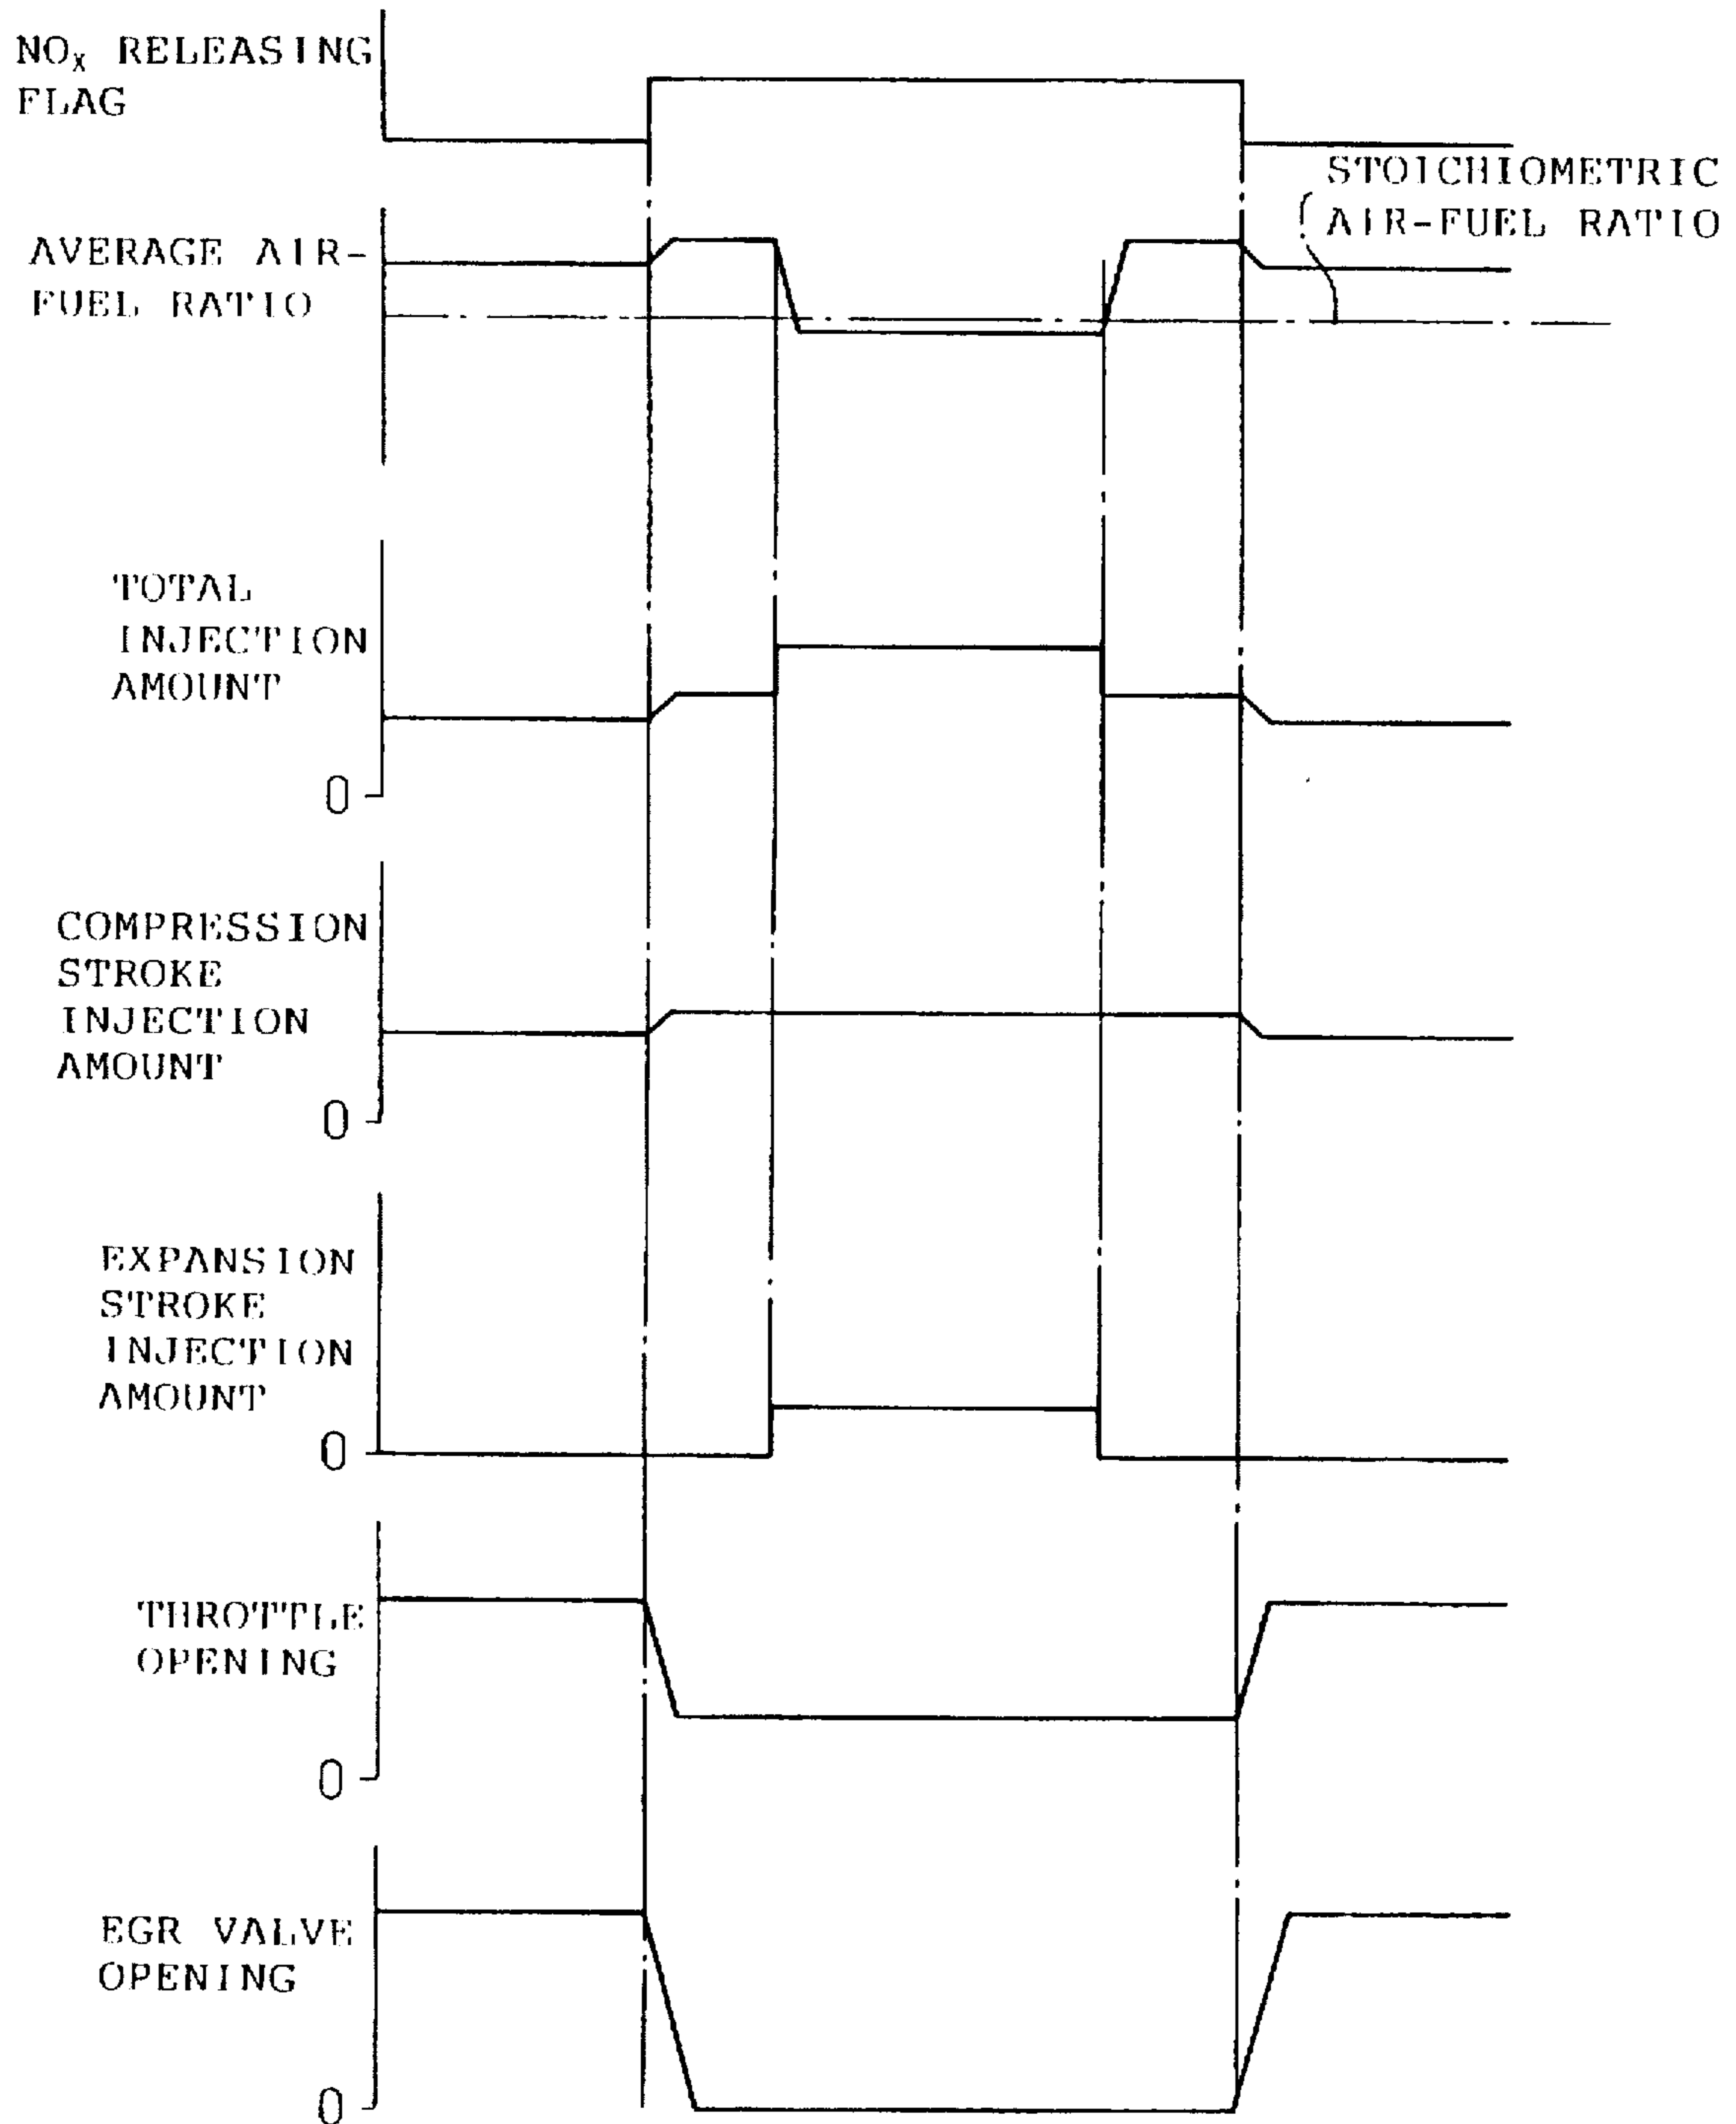 NOx RELEASING
FLAG
STOICHIOMETRIC
AIR-FUEL RATIO
AVERAGE AIR-
FUEL RATIO
TOTAL
INJECTION
AMOUNT
0
COMPRESSION
STROKE
INJECTION
AMOUNT
0
EXPANSION
STROKE
INJECTION
AMOUNT
0
THROTTLE
OPENING
0
EGR VALVE
OPENING
0